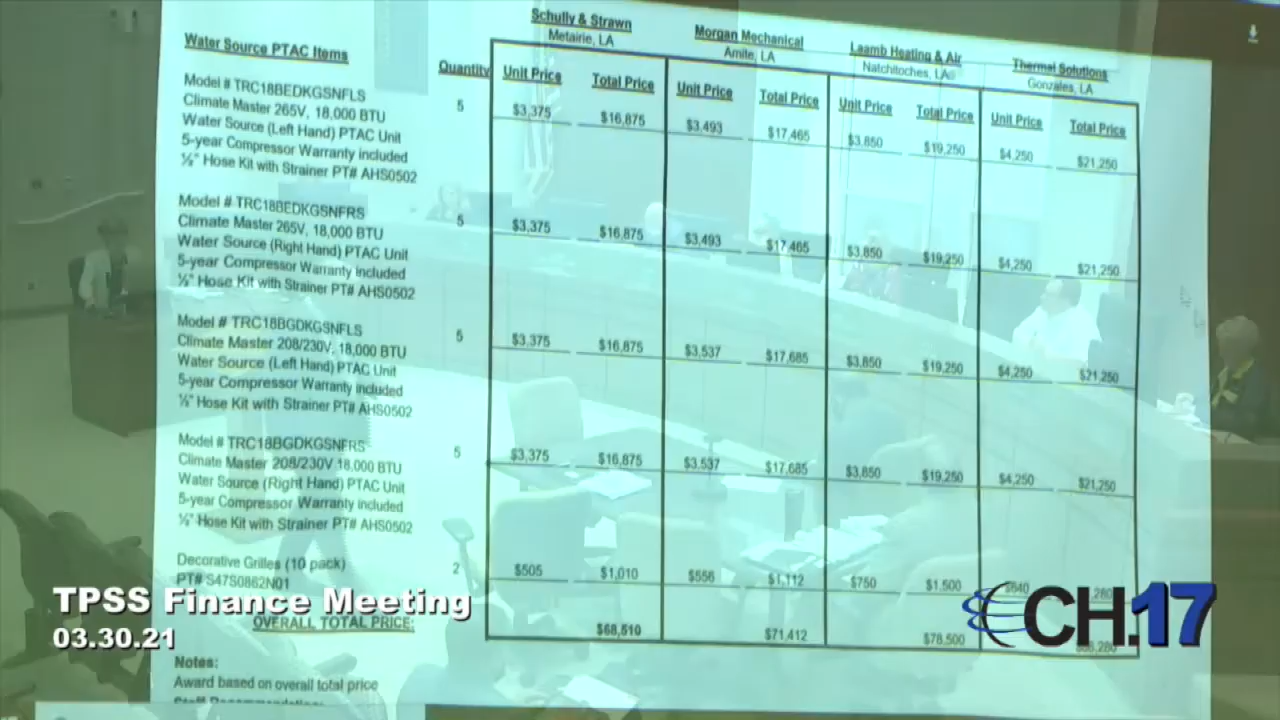 Schully & Strawn
Metairie, LA
Morgan Mechanical
Amite, LA
Laamb Heating & Air
Natchitoches, LA
Thermal Solutions
Gonzales, LA
Water Source PTAC Items
Quantity
Unit Price Total Price Unit Price Total Price Unit Price Total Price Unit Price Total Price
Model # TRC18BEDKGSNFLS
Climate Master 265V, 18,000 BTU
Water Source (Left Hand) PTAC Unit
5-year Compressor Warranty included
½" Hose Kit with Strainer PT# AHS0502
5 $3,375 $16,875 $3,493 $17,465 $3,850 $19,250 $4,250 $21,250
Model # TRC18BEDKGSNFRS
Climate Master 265V, 18,000 BTU
Water Source (Right Hand) PTAC Unit
5-year Compressor Warranty included
½" Hose Kit with Strainer PT# AHS0502
5 $3,375 $16,875 $3,493 $17,465 $3,850 $19,250 $4,250 $21,250
Model # TRC18BGDKGSNFLS
Climate Master 208/230V, 18,000 BTU
Water Source (Left Hand) PTAC Unit
5-year Compressor Warranty included
½" Hose Kit with Strainer PT# AHS0502
5 $3,375 $16,875 $3,537 $17,685 $3,850 $19,250 $4,250 $21,250
Model # TRC18BGDKGSNFRS
Climate Master 208/230V 18,000 BTU
Water Source (Right Hand) PTAC Unit
5-year Compressor Warranty included
½" Hose Kit with Strainer PT# AHS0502
5 $3,375 $16,875 $3,537 $17,685 $3,850 $19,250 $4,250 $21,250
Decorative Grilles (10 pack)
PT# S47S0862N01
2 $505 $1,010 $556 $1,112 $750 $1,500 $640
OVERALL TOTAL PRICE:
$68,510 $71,412 $78,500
Notes:
Award based on overall total price
TPSS Finance Meeting
03.30.21
CH.17